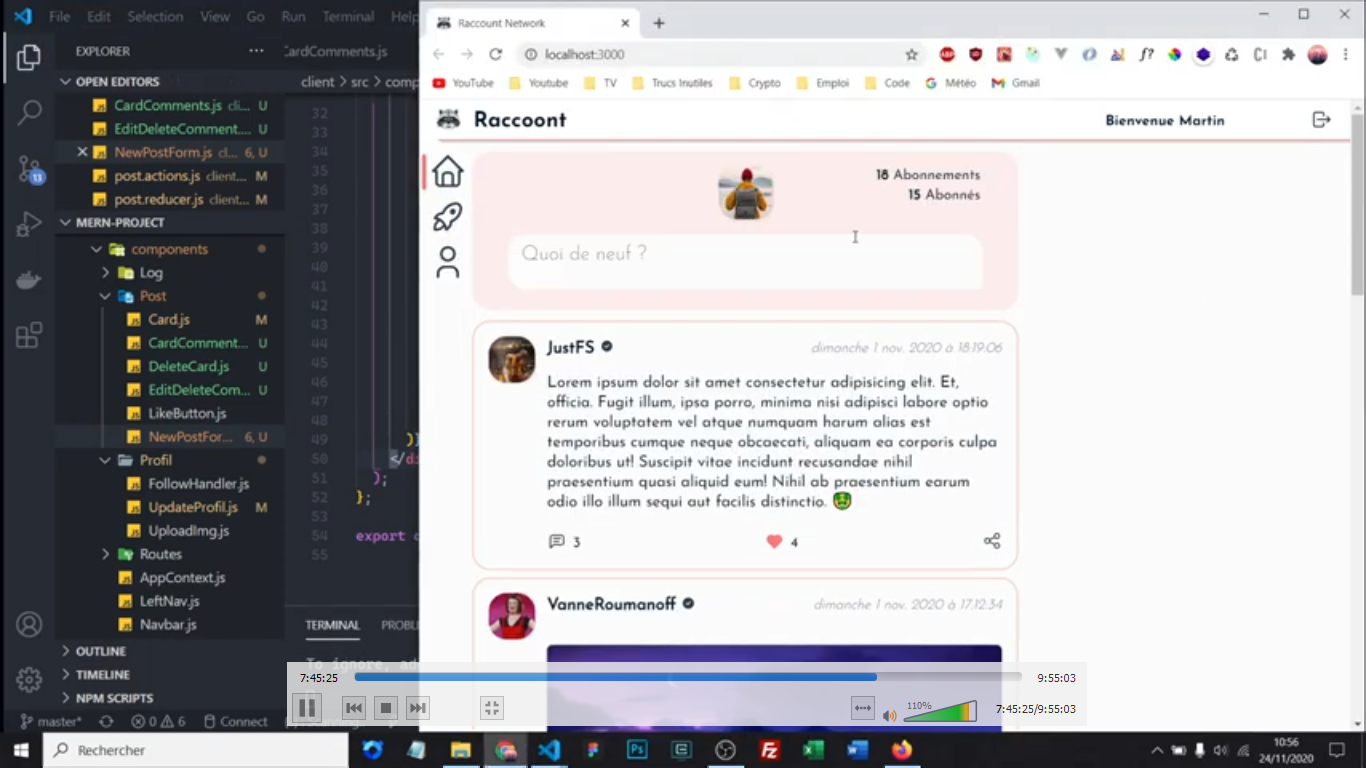 File Edit Selection View Go Run Terminal Help
Raccount Network
EXPLORER
CardComments.js
localhost:3000
OPEN EDITORS
client > src > comp
YouTube Youtube TV Trucs Inutiles Crypto Emploi Code Météo Gmail
CardComments.js cli... U
EditDeleteComment.... U
NewPostForm.js cl... 6, U
post.actions.js client... M
post.reducer.js client... M
MERN-PROJECT
components
Log
Post
Card.js M
CardComment... U
DeleteCard.js U
EditDeleteCom... U
LikeButton.js
NewPostFor... 6, U
Profil
FollowHandler.js
UpdateProfil.js M
UploadImg.js
Routes
AppContext.js
LeftNav.js
Navbar.js
OUTLINE
TIMELINE
NPM SCRIPTS
master* 0 6 Connect
13
32
33
34
35
36
37
38
39
40
41
42
43
44
45
46
47
48
49 )}
50 </di
51 );
52 };
53
54 export
55
TERMINAL PROBL
To ignore, ad
Raccoont
Bienvenue Martin
18 Abonnements
15 Abonnés
Quoi de neuf ?
JustFS
dimanche 1 nov. 2020 à 18:19:06
Lorem ipsum dolor sit amet consectetur adipisicing elit. Et,
officia. Fugit illum, ipsa porro, minima nisi adipisci labore optio
rerum voluptatem vel atque numquam harum alias est
temporibus cumque neque obcaecati, aliquam ea corporis culpa
doloribus ut! Suscipit vitae incidunt recusandae nihil
praesentium quasi aliquid eum! Nihil ab praesentium earum
odio illo illum sequi aut facilis distinctio.
3 4
VanneRoumanoff
dimanche 1 nov. 2020 à 17:12:34
7:45:25 9:55:03
110%
7:45:25/9:55:03
Rechercher
10:56
24/11/2020